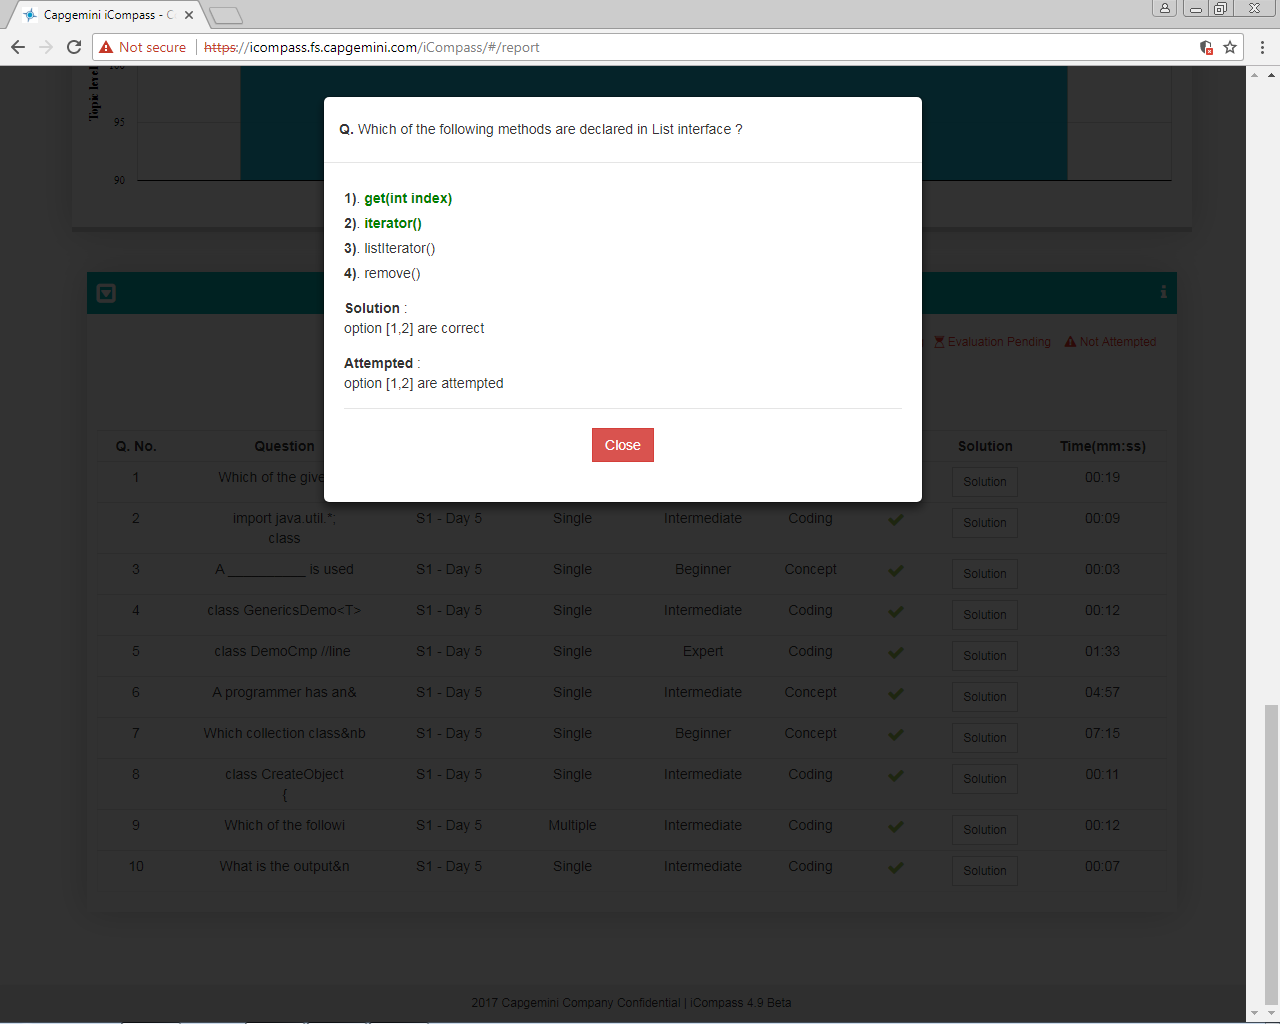 Capgemini iCompass - C
Not secure | https://icompass.fs.capgemini.com/iCompass/#/report
Topic level
100
95
90
Q. Which of the following methods are declared in List interface ?
1). get(int index)
2). iterator()
3). listIterator()
4). remove()
Solution :
option [1,2] are correct
Attempted :
option [1,2] are attempted
Close
Evaluation Pending Not Attempted
Q. No. Question Solution Time(mm:ss)
1 Which of the give Solution 00:19
2 import java.util.*; S1 - Day 5 Single Intermediate Coding Solution 00:09
class
3 A __________ is used S1 - Day 5 Single Beginner Concept Solution 00:03
4 class GenericsDemo<T> S1 - Day 5 Single Intermediate Coding Solution 00:12
5 class DemoCmp //line S1 - Day 5 Single Expert Coding Solution 01:33
6 A programmer has an& S1 - Day 5 Single Intermediate Concept Solution 04:57
7 Which collection class&nb S1 - Day 5 Single Beginner Concept Solution 07:15
8 class CreateObject S1 - Day 5 Single Intermediate Coding Solution 00:11
{
9 Which of the followi S1 - Day 5 Multiple Intermediate Coding Solution 00:12
10 What is the output&n S1 - Day 5 Single Intermediate Coding Solution 00:07
2017 Capgemini Company Confidential | iCompass 4.9 Beta